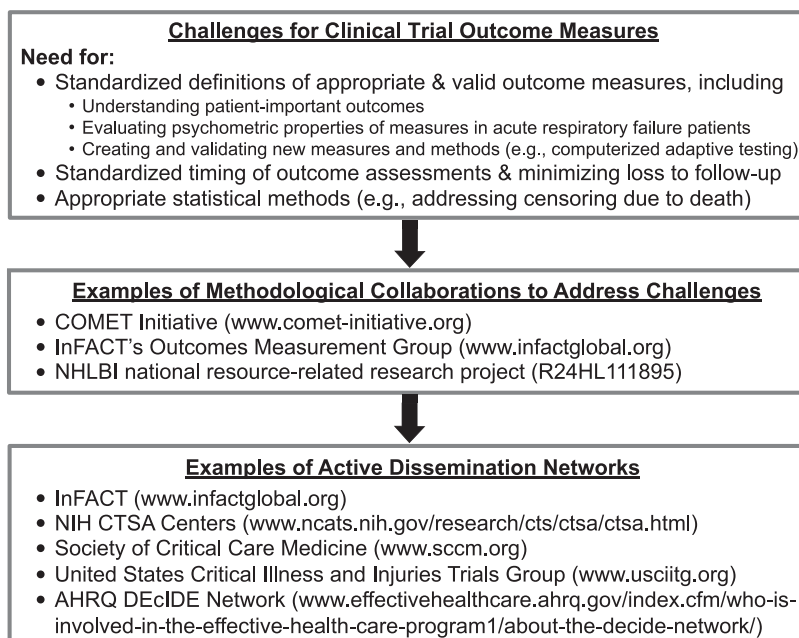 Challenges for Clinical Trial Outcome Measures
Need for:
• Standardized definitions of appropriate & valid outcome measures, including
• Understanding patient-important outcomes
• Evaluating psychometric properties of measures in acute respiratory failure patients
• Creating and validating new measures and methods (e.g., computerized adaptive testing)
• Standardized timing of outcome assessments & minimizing loss to follow-up
• Appropriate statistical methods (e.g., addressing censoring due to death)
Examples of Methodological Collaborations to Address Challenges
• COMET Initiative (www.comet-initiative.org)
• InFACT's Outcomes Measurement Group (www.infactglobal.org)
• NHLBI national resource-related research project (R24HL111895)
Examples of Active Dissemination Networks
• InFACT (www.infactglobal.org)
• NIH CTSA Centers (www.ncats.nih.gov/research/cts/ctsa/ctsa.html)
• Society of Critical Care Medicine (www.sccm.org)
• United States Critical Illness and Injuries Trials Group (www.usciitg.org)
• AHRQ DEcIDE Network (www.effectivehealthcare.ahrq.gov/index.cfm/who-is-
involved-in-the-effective-health-care-program1/about-the-decide-network/)